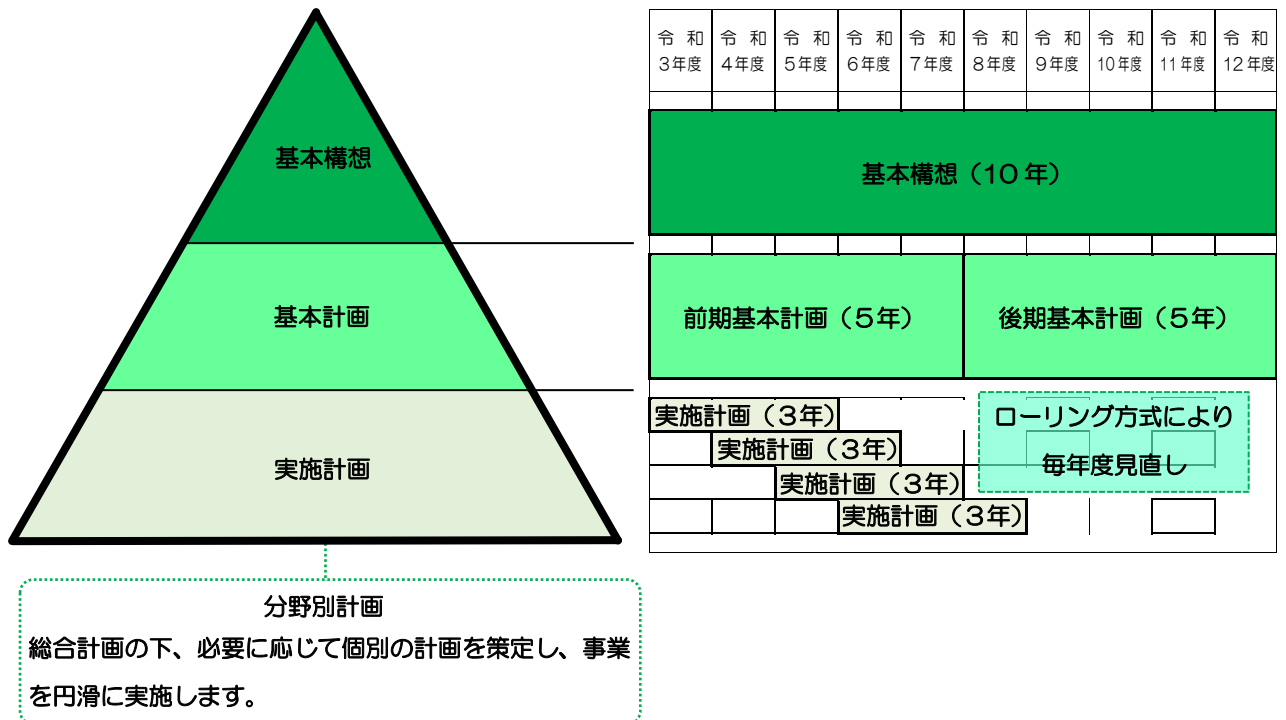 基本構想
基本計画
実施計画
分野別計画
総合計画の下、必要に応じて個別の計画を策定し、事業
を円滑に実施します。
令和 令和 令和 令和 令和 令和 令和 令和 令和 令和
3年度 4年度 5年度 6年度 7年度 8年度 9年度 10年度 11年度 12年度
基本構想（10年）
前期基本計画（5年） 後期基本計画（5年）
実施計画（3年）
実施計画（3年）
実施計画（3年）
実施計画（3年）
ローリング方式により
毎年度見直し